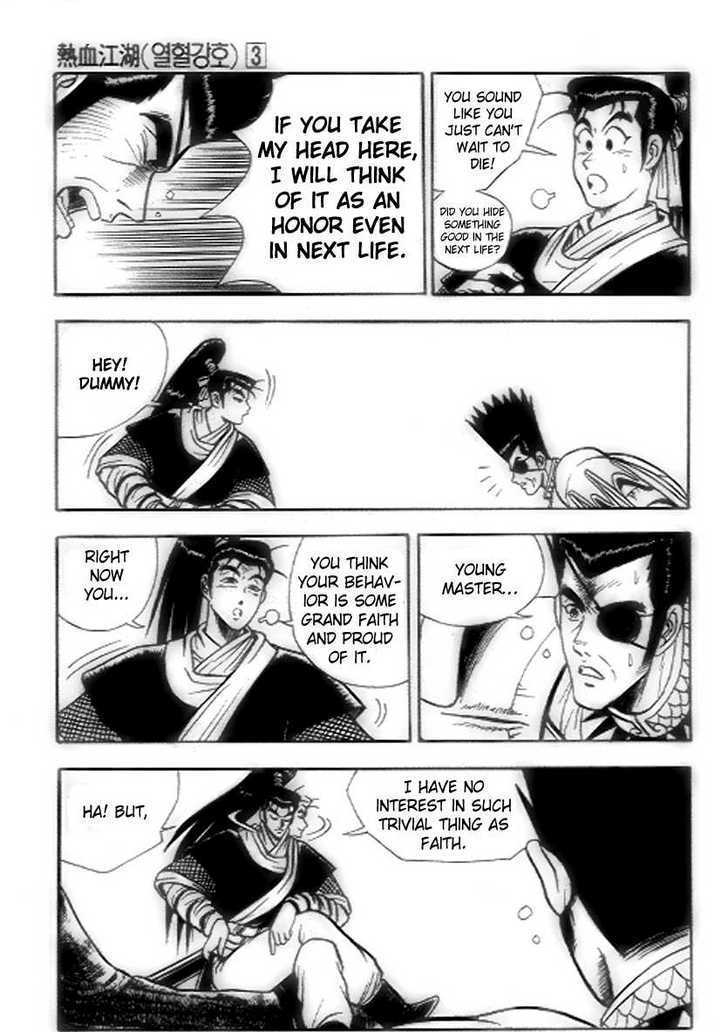 熱血江湖(열혈강호) 3
IF YOU TAKE
MY HEAD HERE,
I WILL THINK
OF IT AS AN
HONOR EVEN
IN NEXT LIFE.
YOU SOUND
LIKE YOU
JUST CAN'T
WAIT TO
DIE!
DID YOU HIDE
SOMETHING
GOOD IN THE
NEXT LIFE?
HEY!
DUMMY!
RIGHT
NOW
YOU...
YOU THINK
YOUR BEHAV-
IOR IS SOME
GRAND FAITH
AND PROUD
OF IT.
YOUNG
MASTER...
HA! BUT,
I HAVE NO
INTEREST IN SUCH
TRIVIAL THING AS
FAITH.